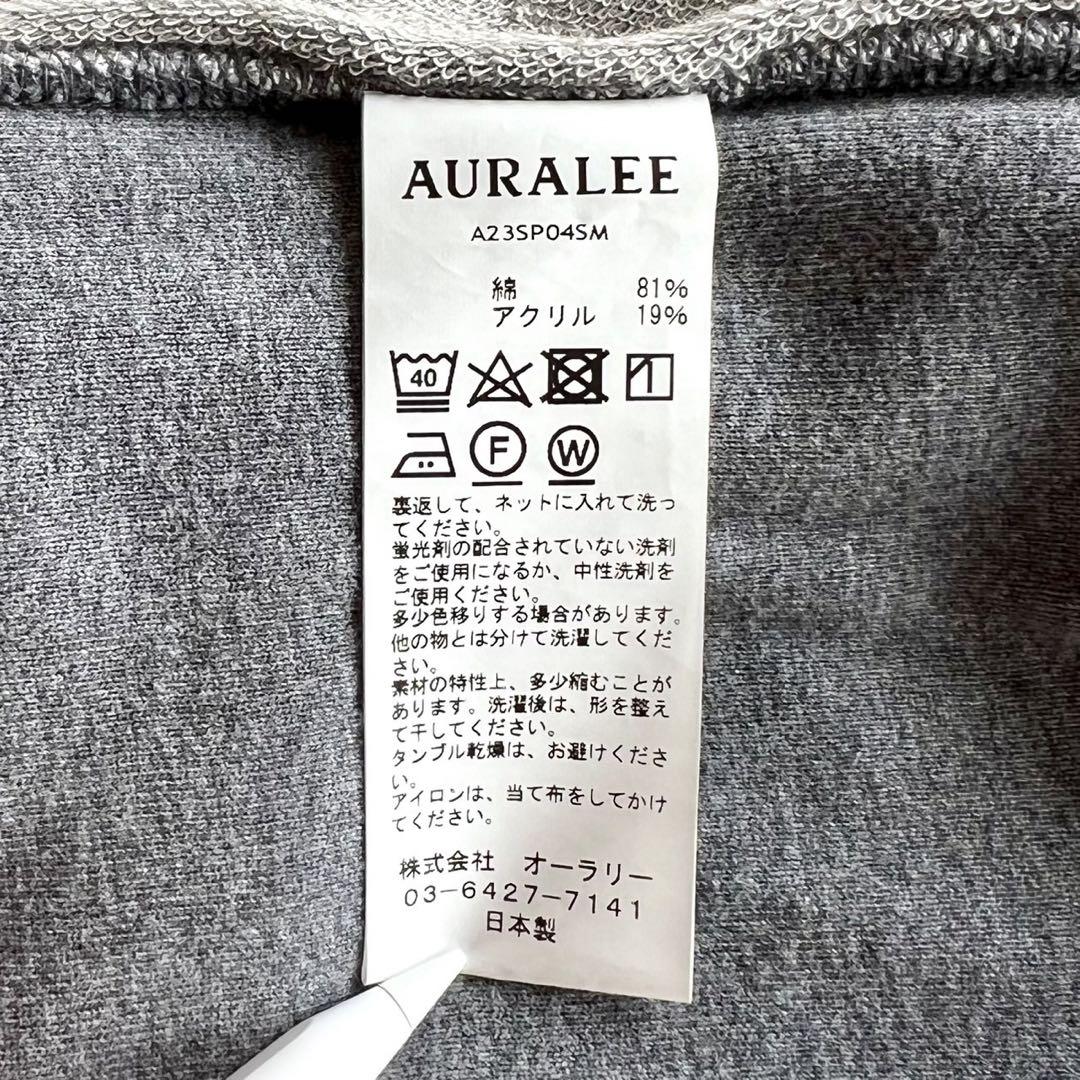 AURALEE
A23SP04SM
綿 81%
アクリル 19%
40
F W
裏返して、ネットに入れて洗っ
てください。
蛍光剤の配合されていない洗剤
をご使用になるか、中性洗剤を
ご使用ください。
多少色移りする場合があります。
他の物とは分けて洗濯してくだ
さい。
素材の特性上、多少縮むことが
あります。洗濯後は、形を整え
て干してください。
タンブル乾燥は、お避けくださ
い。
アイロンは、当て布をしてかけ
てください。
株式会社 オーラリー
03-6427-7141
日本製